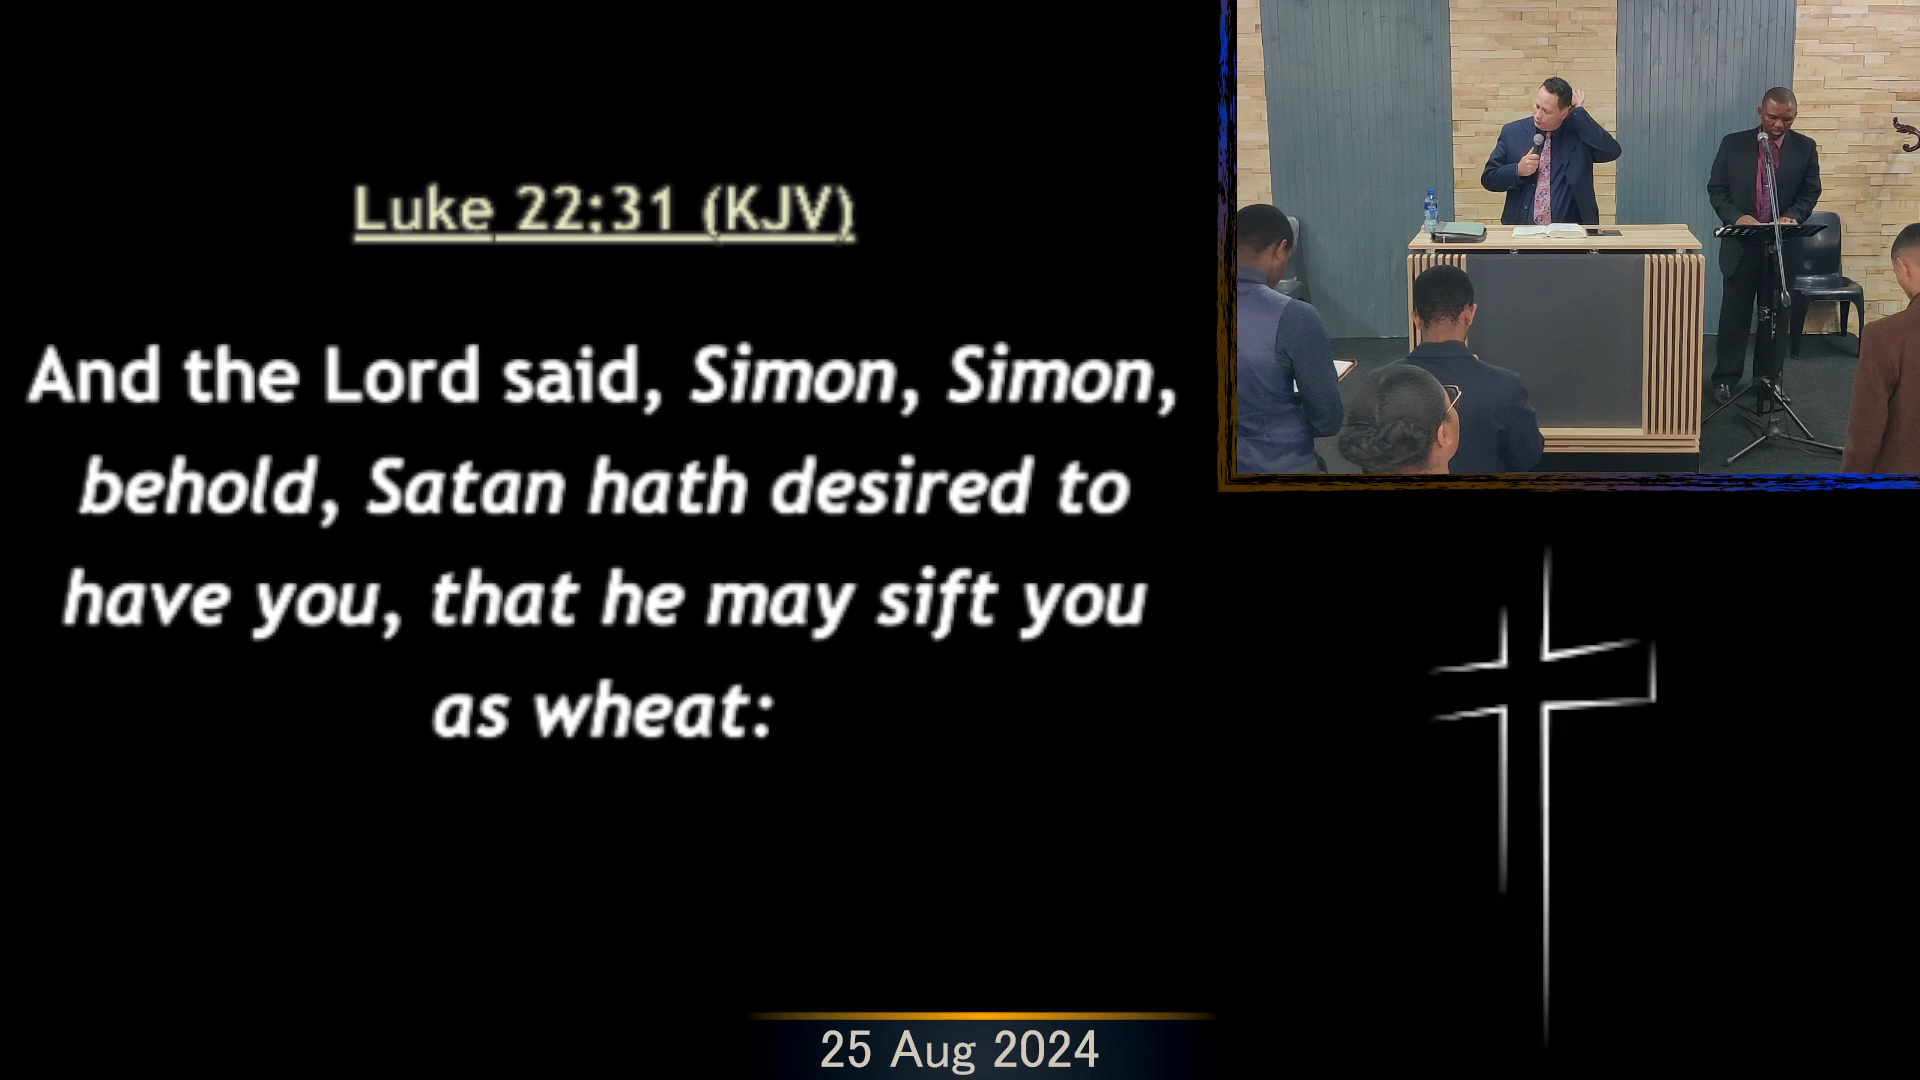 Luke 22:31 (KJV)
And the Lord said, Simon, Simon,
behold, Satan hath desired to
have you, that he may sift you
as wheat:
25 Aug 2024